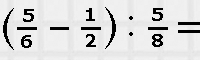 (5/6 − 1/2) : 5/8 =